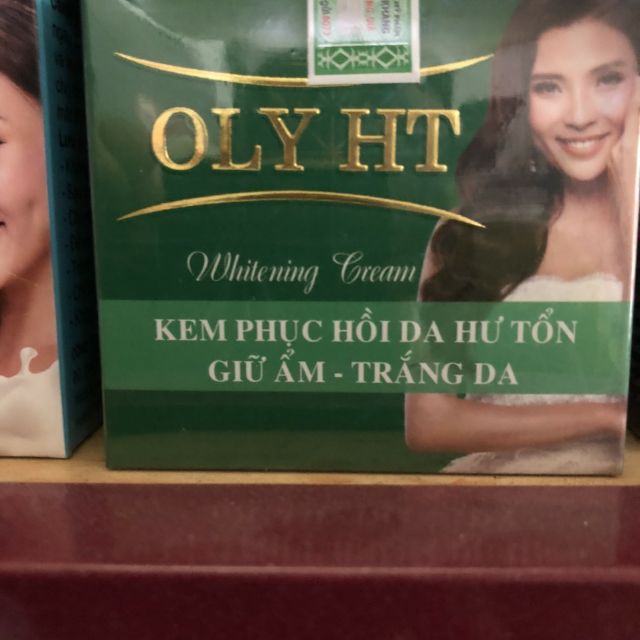 OLY HT
Whitening Cream
KEM PHỤC HỒI DA HƯ TỔN
GIỮ ẨM - TRẮNG DA